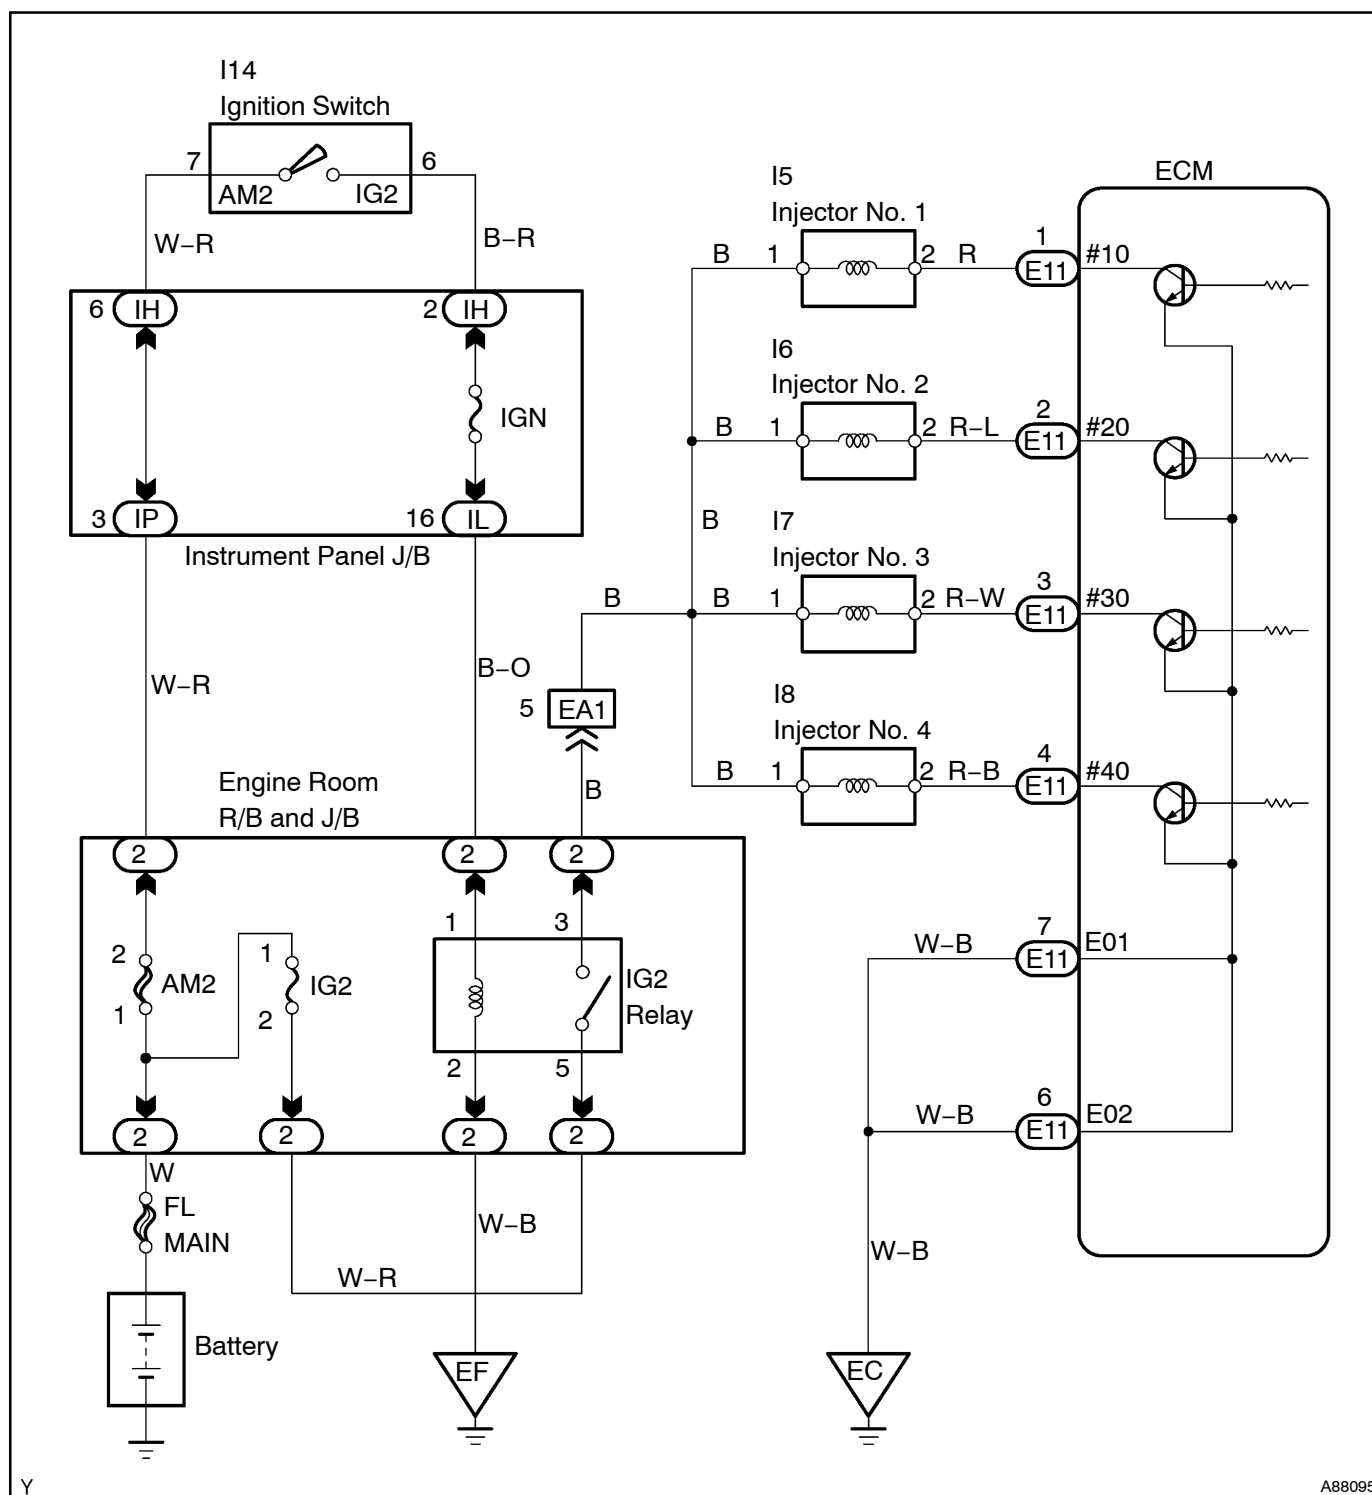 I14
Ignition Switch
7
6
AM2
IG2
W–R
B–R
6
IH
2
IH
IGN
3
IP
16
IL
Instrument Panel J/B
W–R
B–O
5
EA1
B
B
Engine Room
R/B and J/B
2
2
2
1
3
2
AM2
1
1
IG2
2
IG2
Relay
2
5
2
2
2
2
W
FL
MAIN
W–B
W–R
Battery
EF
I5
Injector No. 1
B
1
2
R
1
E11
#10
ECM
I6
Injector No. 2
B
1
2
R–L
2
E11
#20
B
I7
Injector No. 3
B
1
2
R–W
3
E11
#30
I8
Injector No. 4
B
1
2
R–B
4
E11
#40
W–B
7
E11
E01
W–B
6
E11
E02
W–B
EC
Y
A88095